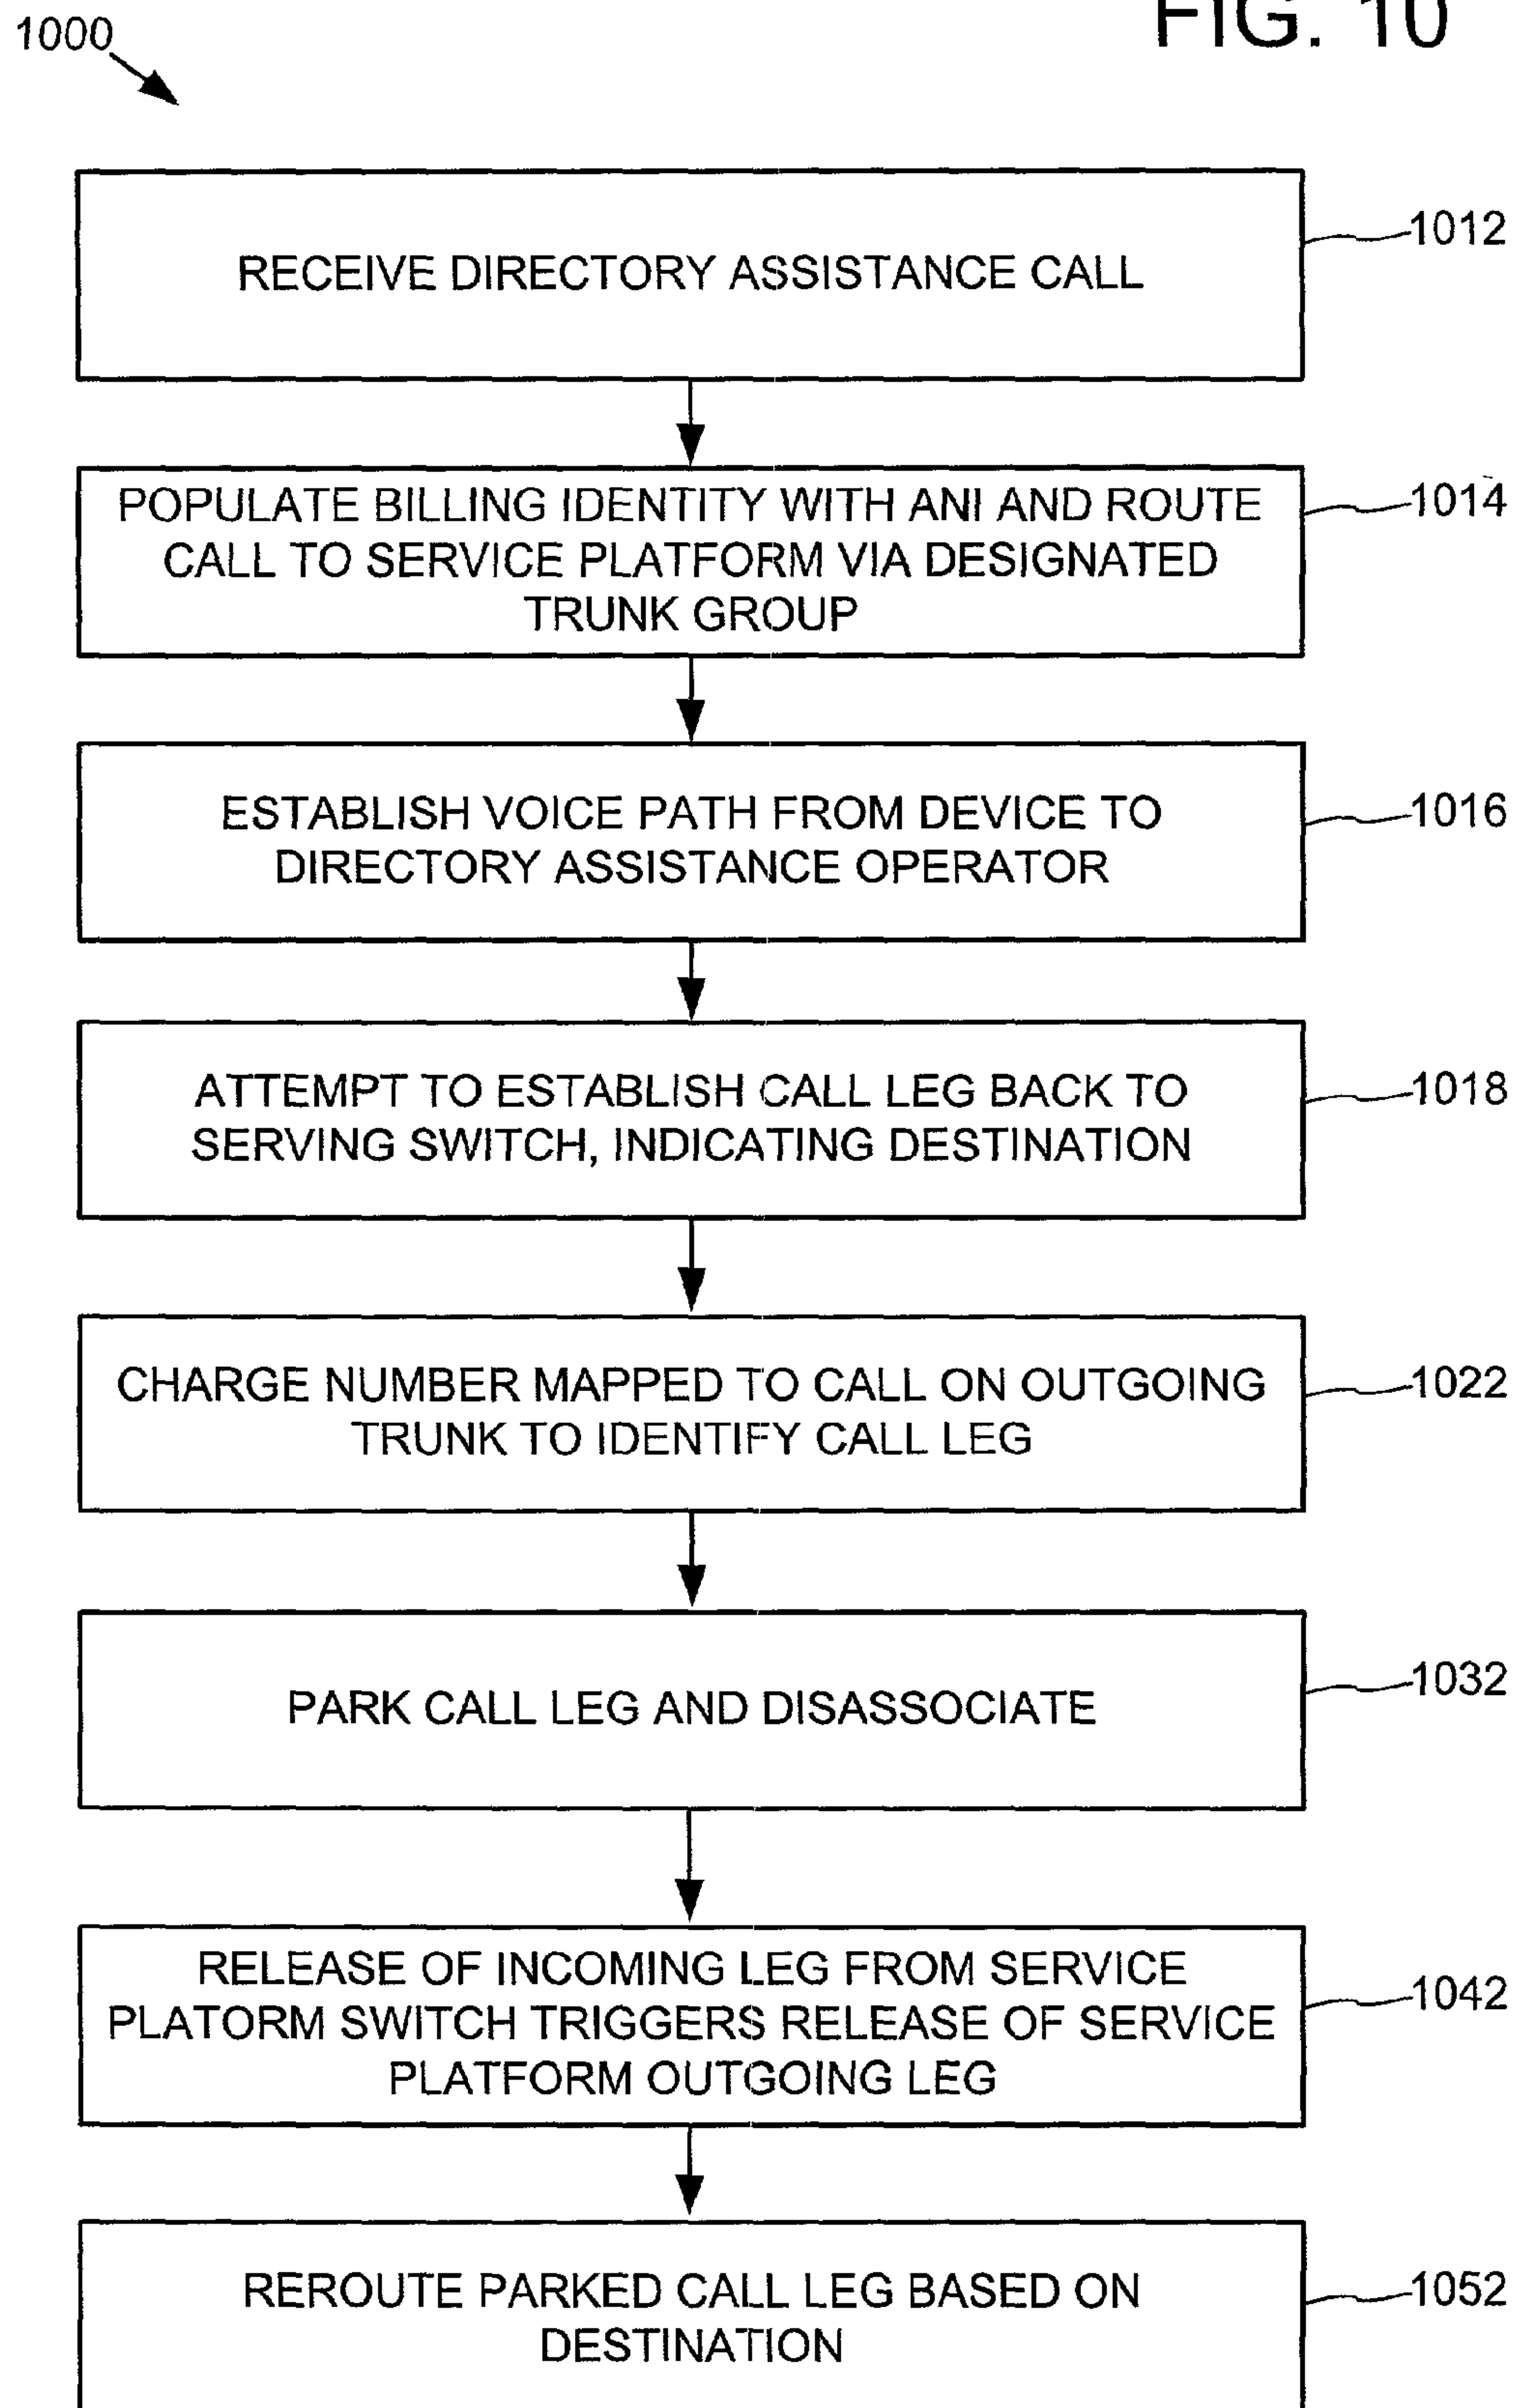 FIG. 10
1000
RECEIVE DIRECTORY ASSISTANCE CALL
1012
POPULATE BILLING IDENTITY WITH ANI AND ROUTE
CALL TO SERVICE PLATFORM VIA DESIGNATED
TRUNK GROUP
1014
ESTABLISH VOICE PATH FROM DEVICE TO
DIRECTORY ASSISTANCE OPERATOR
1016
ATTEMPT TO ESTABLISH CALL LEG BACK TO
SERVING SWITCH, INDICATING DESTINATION
1018
CHARGE NUMBER MAPPED TO CALL ON OUTGOING
TRUNK TO IDENTIFY CALL LEG
1022
PARK CALL LEG AND DISASSOCIATE
1032
RELEASE OF INCOMING LEG FROM SERVICE
PLATORM SWITCH TRIGGERS RELEASE OF SERVICE
PLATFORM OUTGOING LEG
1042
REROUTE PARKED CALL LEG BASED ON
DESTINATION
1052